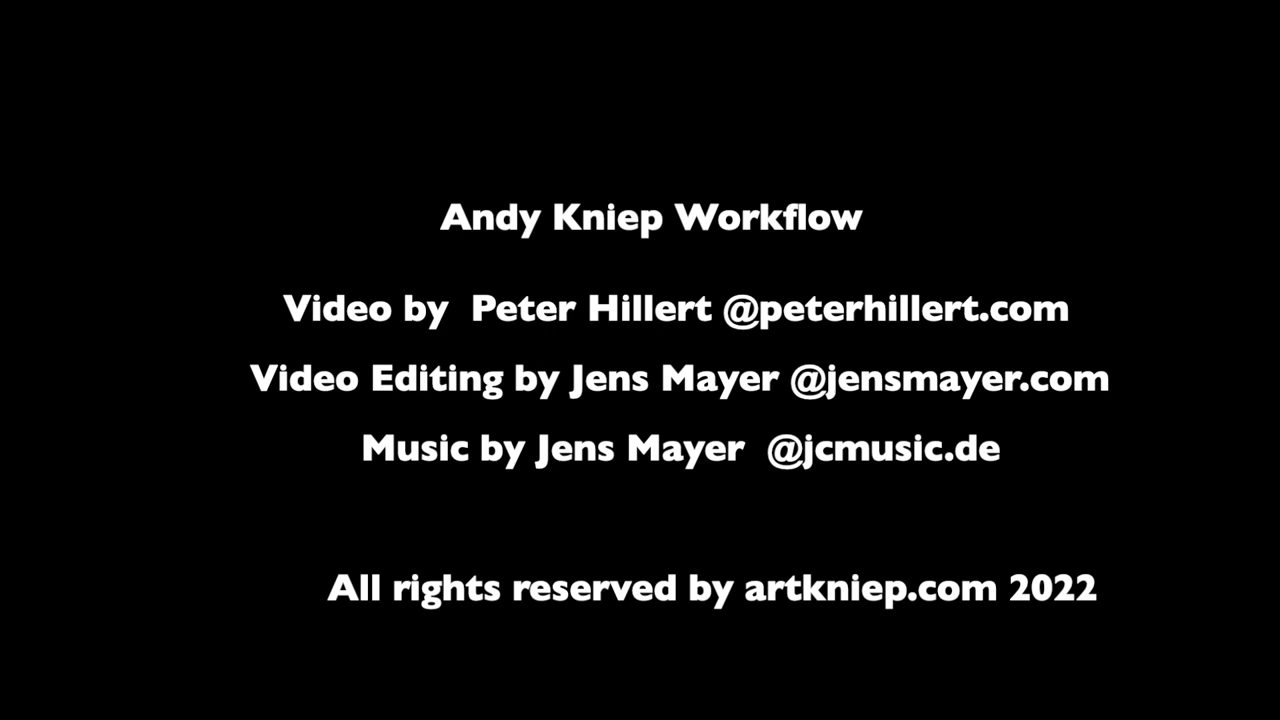 Andy Kniep Workflow
Video by  Peter Hillert @peterhillert.com
Video Editing by Jens Mayer @jensmayer.com
Music by Jens Mayer  @jcmusic.de
All rights reserved by artkniep.com 2022